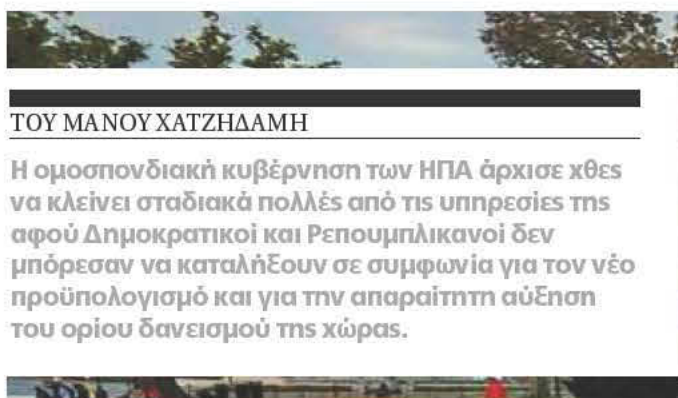 ΤΟΥ ΜΑΝΟΥ ΧΑΤΖΗΔΑΜΗ
Η ομοσπονδιακή κυβέρνηση των ΗΠΑ άρχισε χθες
να κλείνει σταδιακά πολλές από τις υπηρεσίες της
αφού Δημοκρατικοί και Ρεπουμπλικανοί δεν
μπόρεσαν να καταλήξουν σε συμφωνία για τον νέο
προϋπολογισμό και για την απαραίτητη αύξηση
του ορίου δανεισμού της χώρας.